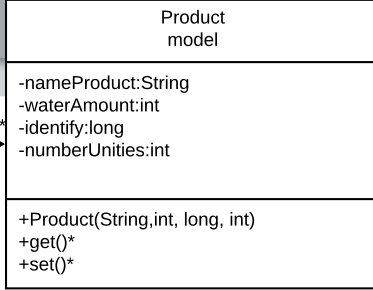 Product
model
-nameProduct:String
-waterAmount:int
*
-identify:long
-numberUnities:int
+Product(String,int, long, int)
+get()*
+set()*